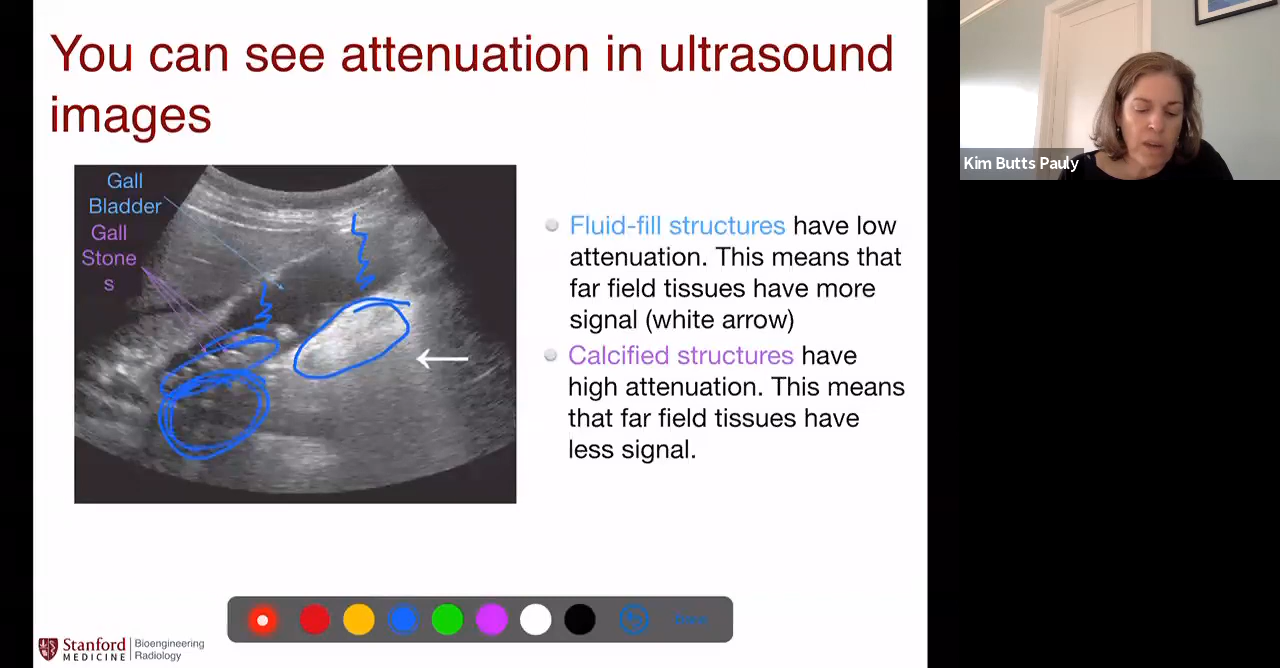 You can see attenuation in ultrasound
images
Kim Butts Pauly
Gall
Bladder
Gall
Stone
s
Fluid-fill structures have low
attenuation. This means that
far field tissues have more
signal (white arrow)
Calcified structures have
high attenuation. This means
that far field tissues have
less signal.
Stanford
MEDICINE
Bioengineering
Radiology